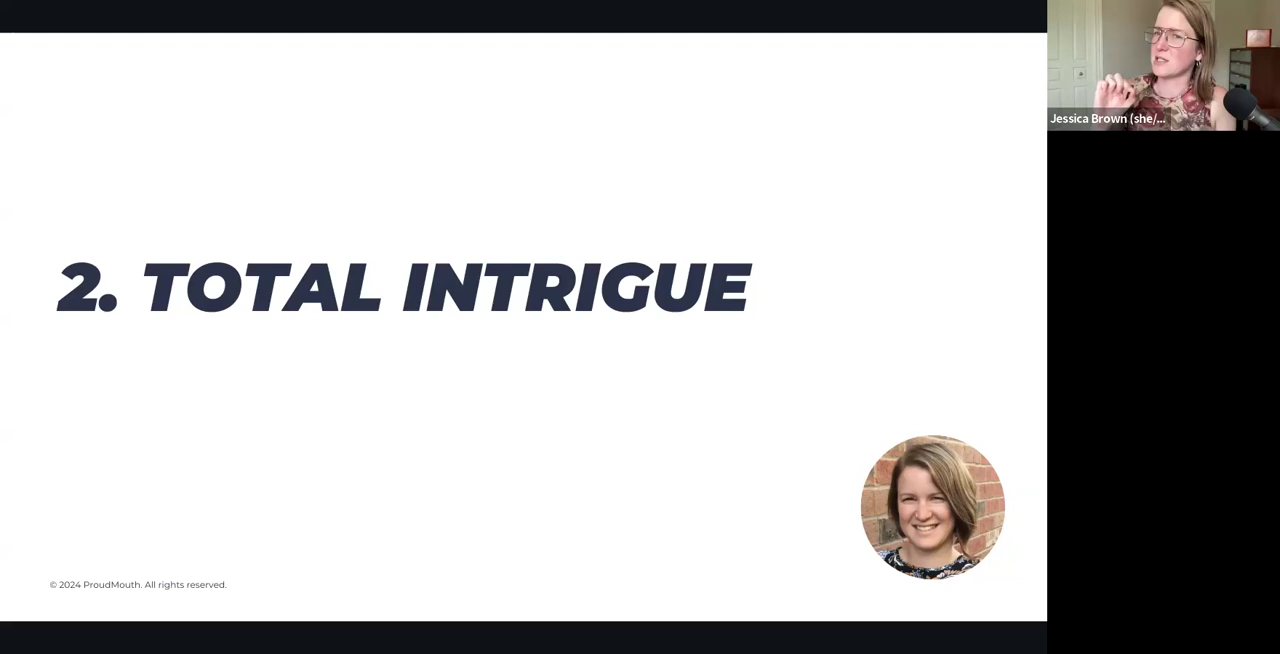 Jessica Brown (she/...
2. TOTAL INTRIGUE
© 2024 ProudMouth. All rights reserved.